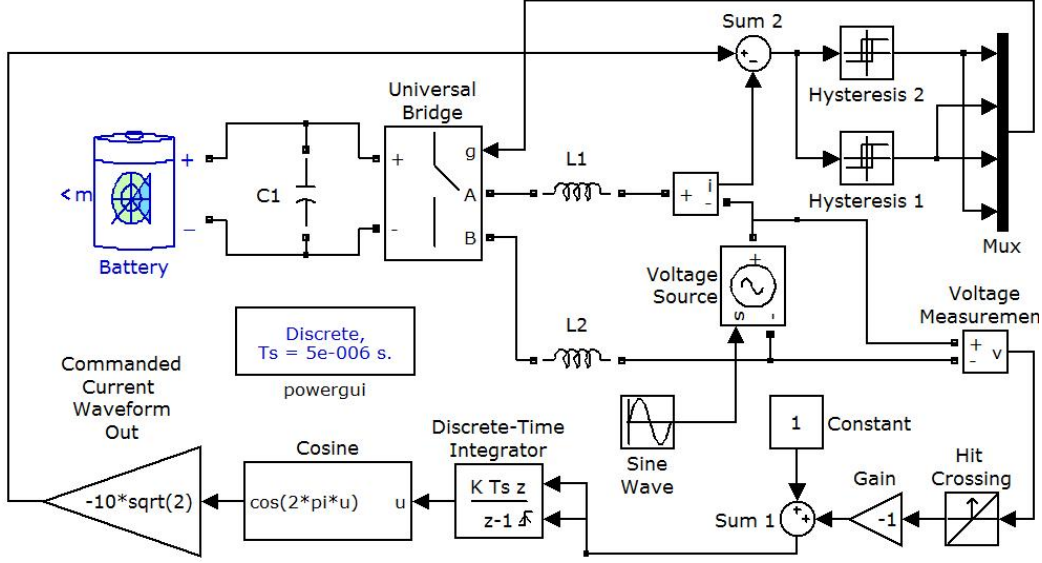 Sum 2
+
-
Hysteresis 2
Hysteresis 1
Mux
Universal
Bridge
g
+
A
-
B
< m
+
−
Battery
C1
L1
+
i
-
Voltage
Source
+
s
-
Voltage
Measurement
+
-
v
L2
Discrete,
Ts = 5e-006 s.
powergui
Commanded
Current
Waveform
Out
-10*sqrt(2)
Cosine
cos(2*pi*u)
u
Discrete-Time
Integrator
K Ts z
z-1
Sine
Wave
1
Constant
Sum 1
+
+
Gain
-1
Hit
Crossing